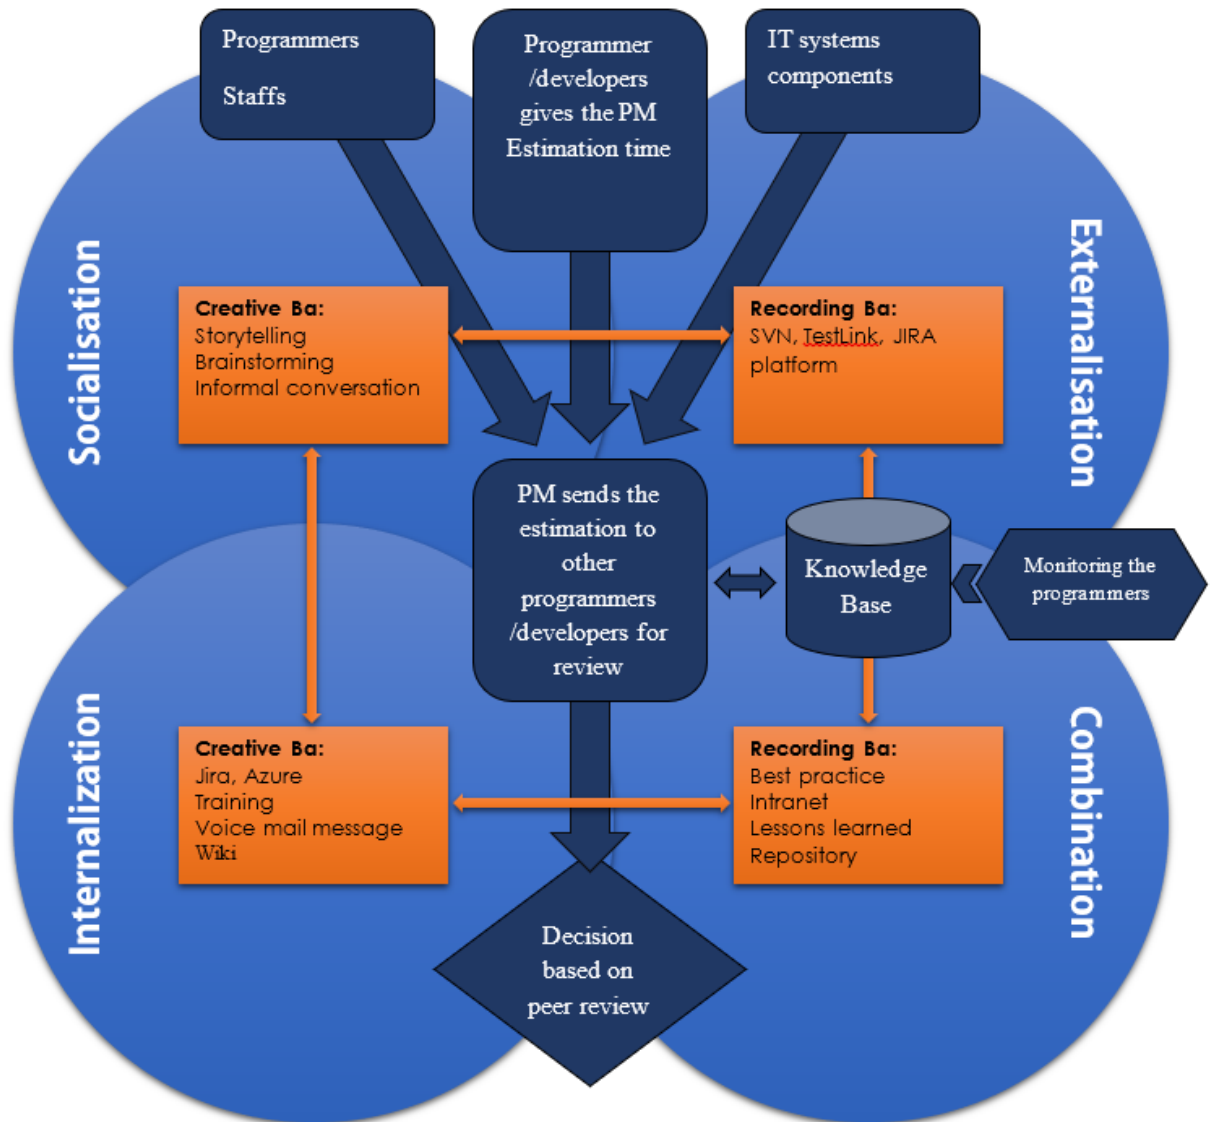 Programmers
Staffs
Programmer
/developers
gives the PM
Estimation time
IT systems
components
Socialisation
Externalisation
Creative Ba:
Storytelling
Brainstorming
Informal conversation
Recording Ba:
SVN, TestLink, JIRA
platform
PM sends the
estimation to
other
programmers
/developers for
review
Knowledge
Base
Monitoring the
programmers
Internalization
Combination
Creative Ba:
Jira, Azure
Training
Voice mail message
Wiki
Recording Ba:
Best practice
Intranet
Lessons learned
Repository
Decision
based on
peer review